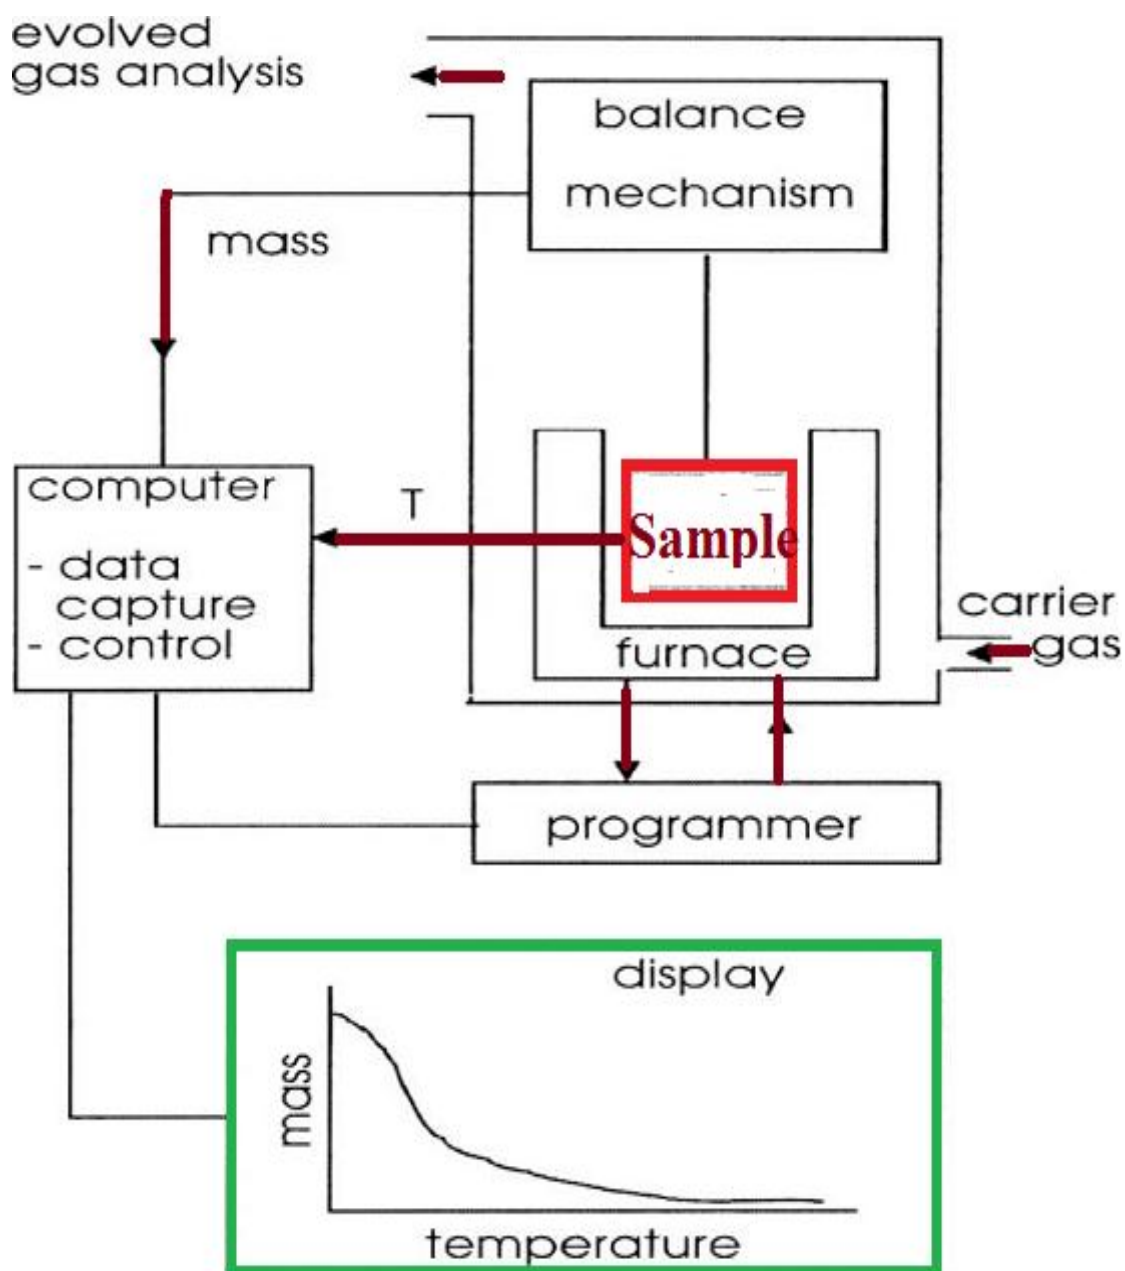 evolved
gas analysis
balance
mechanism
mass
computer
- data
capture
- control
T
Sample
furnace
carrier
gas
programmer
display
mass
temperature